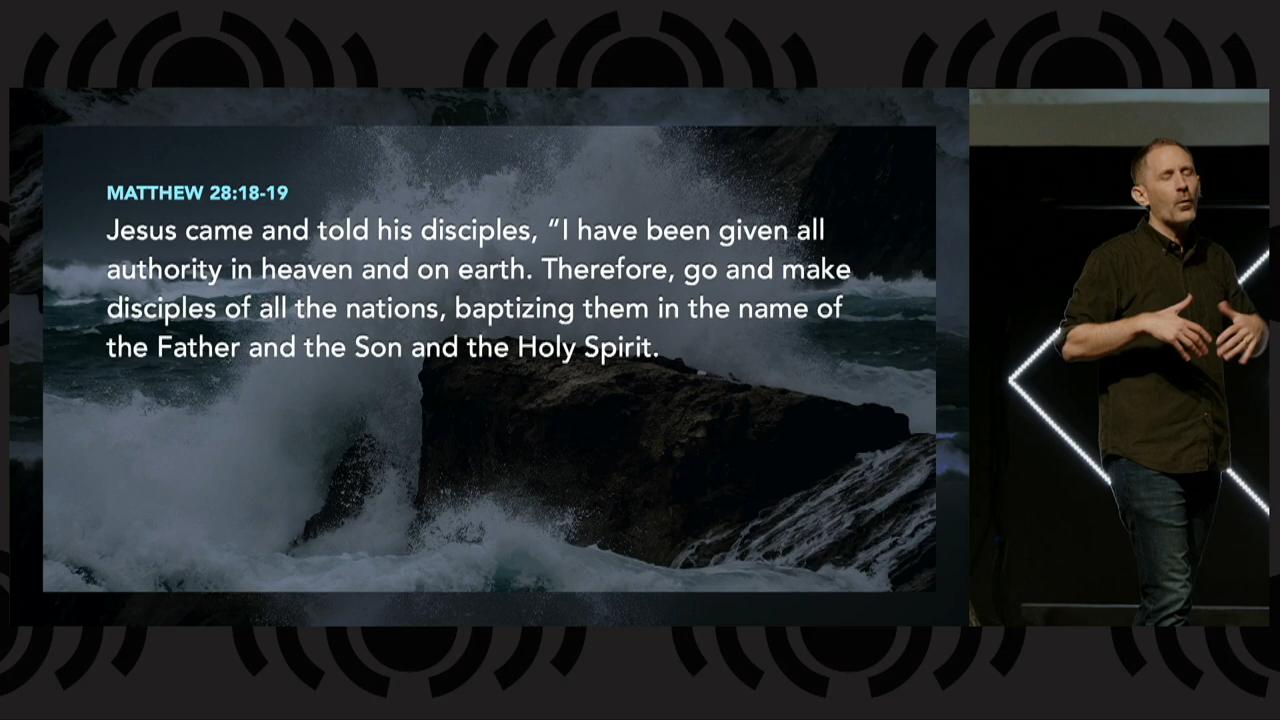 MATTHEW 28:18-19
Jesus came and told his disciples, “I have been given all
authority in heaven and on earth. Therefore, go and make
disciples of all the nations, baptizing them in the name of
the Father and the Son and the Holy Spirit.